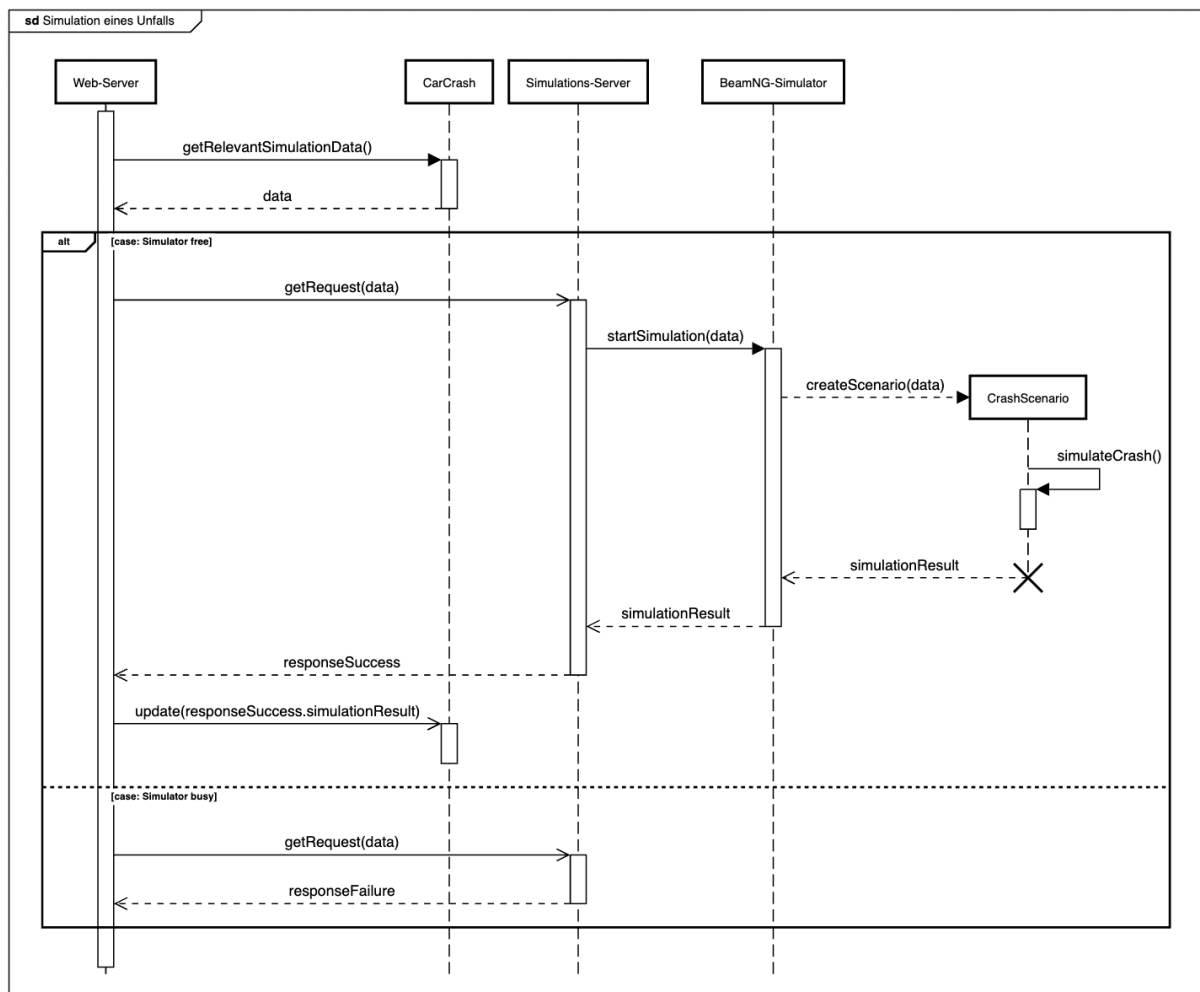 sd Simulation eines Unfalls
Web-Server
CarCrash
Simulations-Server
BeamNG-Simulator
getRelevantSimulationData()
data
alt
[case: Simulator free]
getRequest(data)
startSimulation(data)
createScenario(data)
CrashScenario
simulateCrash()
simulationResult
simulationResult
responseSuccess
update(responseSuccess.simulationResult)
[case: Simulator busy]
getRequest(data)
responseFailure